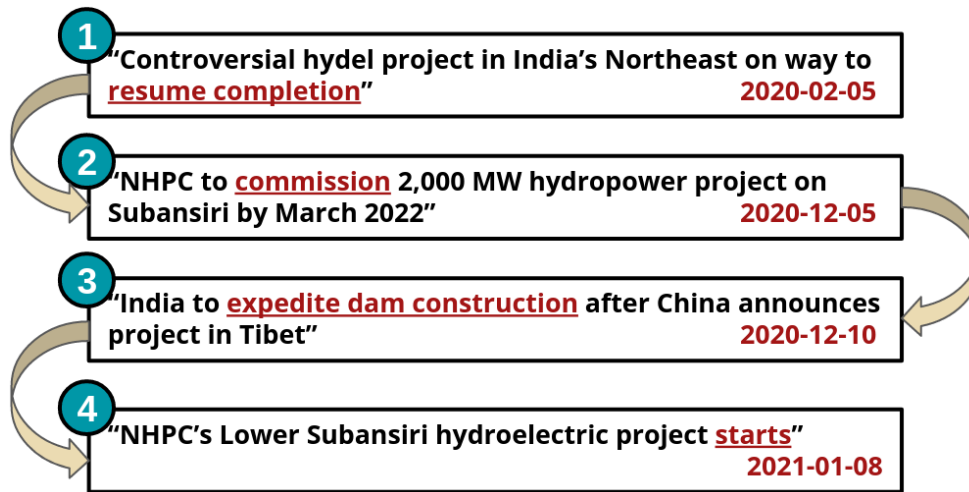 1
“Controversial hydel project in India’s Northeast on way to
resume completion” 2020-02-05
2
“NHPC to commission 2,000 MW hydropower project on
Subansiri by March 2022” 2020-12-05
3
“India to expedite dam construction after China announces
project in Tibet” 2020-12-10
4
“NHPC’s Lower Subansiri hydroelectric project starts”
2021-01-08